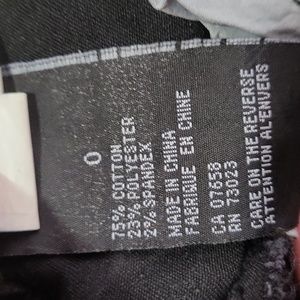 0
75% COTTON
23% POLYESTER
2% SPANDEX
MADE IN CHINA
FABRIQUE EN CHINE
CA 07658
RN 73023
CARE ON THE REVERSE
ATTENTION AL'ENVERS